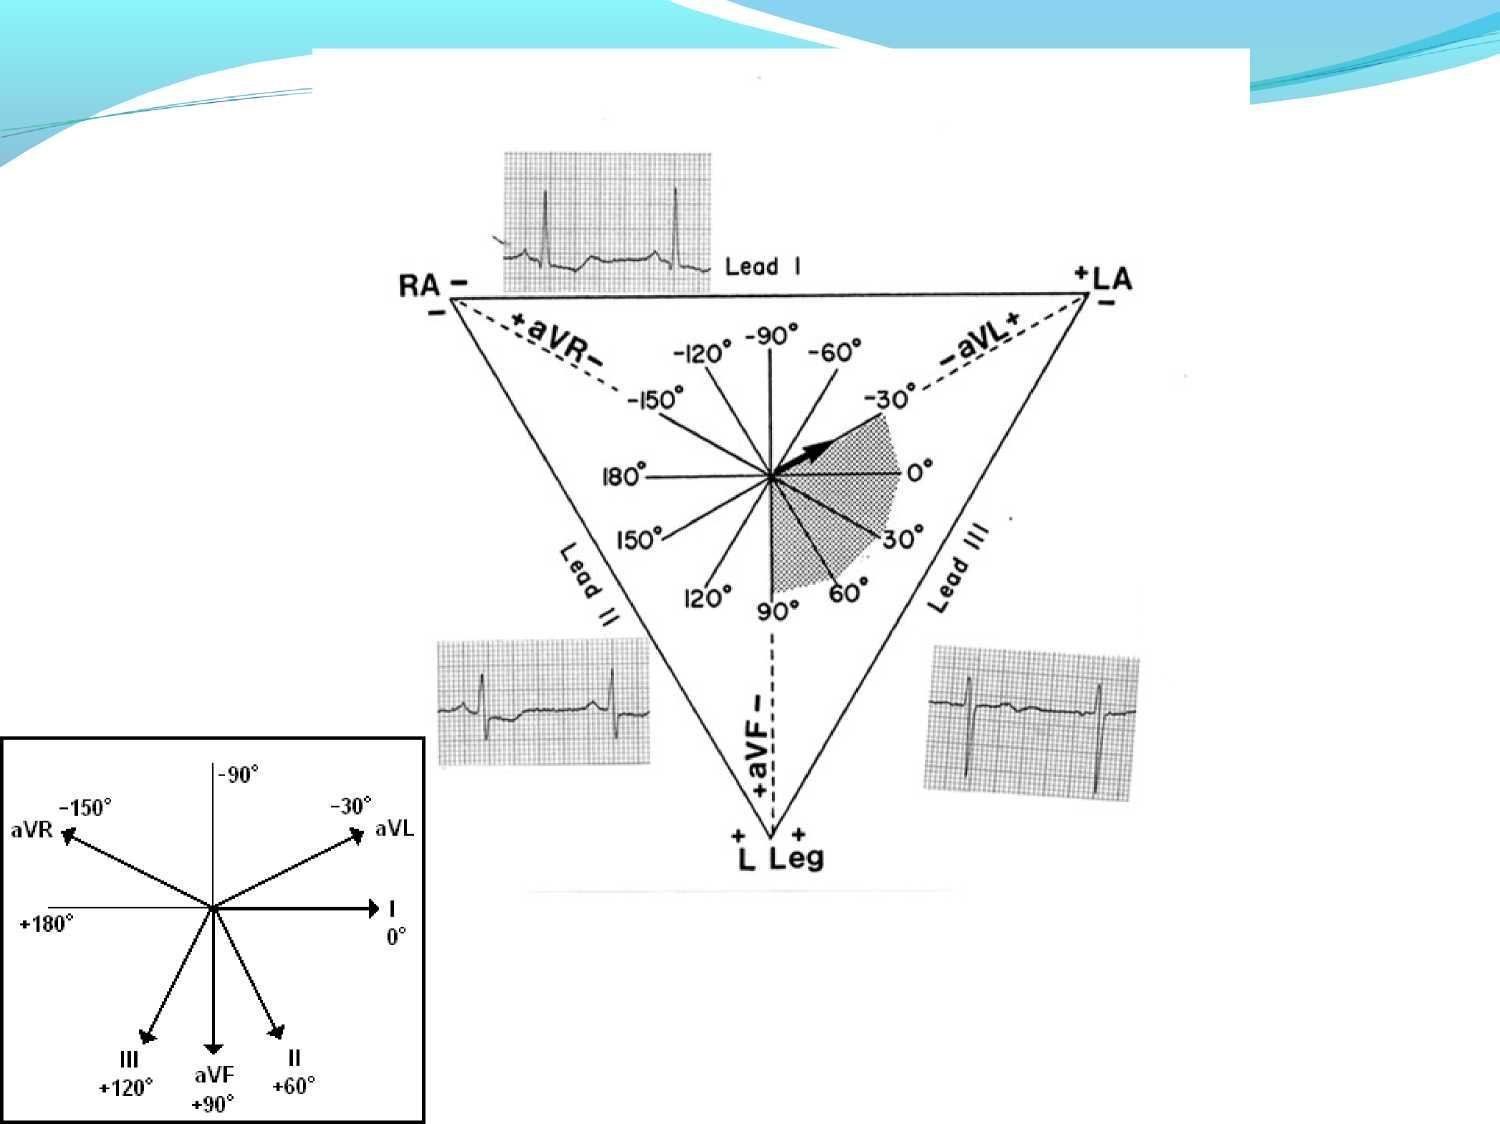 Lead I
RA −
−
+LA
−
+aVR−
−aVL+
−90°
−120°
−60°
−150°
−30°
180°
0°
150°
30°
120°
60°
90°
Lead II
Lead III
+aVF−
+ +
L Leg
−90°
−150°
−30°
aVR
aVL
+180°
I
0°
III
+120°
aVF
+90°
II
+60°